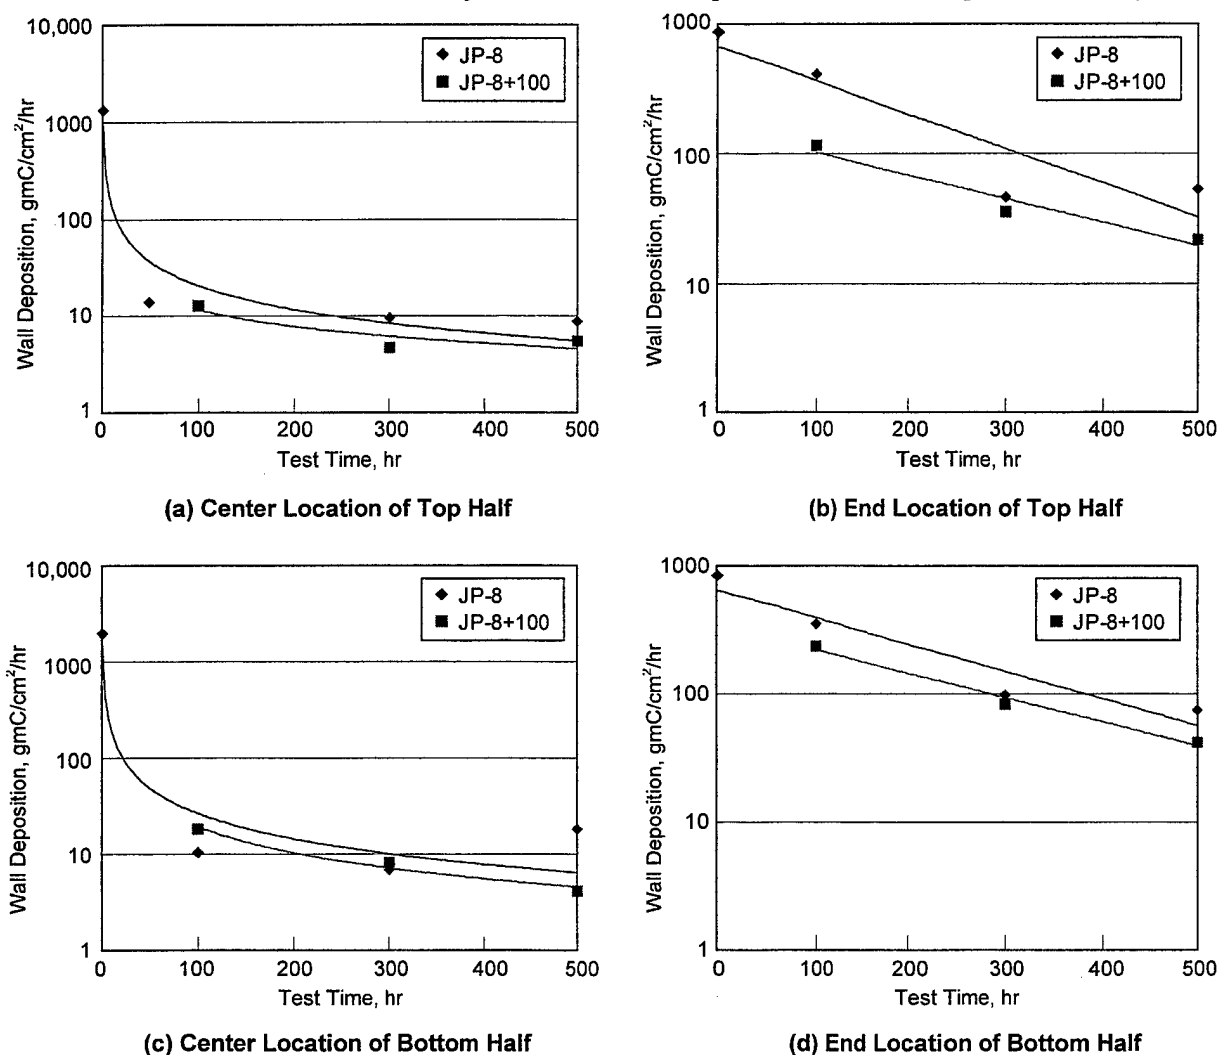 10,000
1000
100
10
1
Wall Deposition, gmC/cm²/hr
JP-8
JP-8+100
0 100 200 300 400 500
Test Time, hr
(a) Center Location of Top Half
1000
100
10
1
Wall Deposition, gmC/cm²/hr
JP-8
JP-8+100
0 100 200 300 400 500
Test Time, hr
(b) End Location of Top Half
10,000
1000
100
10
1
Wall Deposition, gmC/cm²/hr
JP-8
JP-8+100
0 100 200 300 400 500
Test Time, hr
(c) Center Location of Bottom Half
1000
100
10
1
Wall Deposition, gmC/cm²/hr
JP-8
JP-8+100
0 100 200 300 400 500
Test Time, hr
(d) End Location of Bottom Half